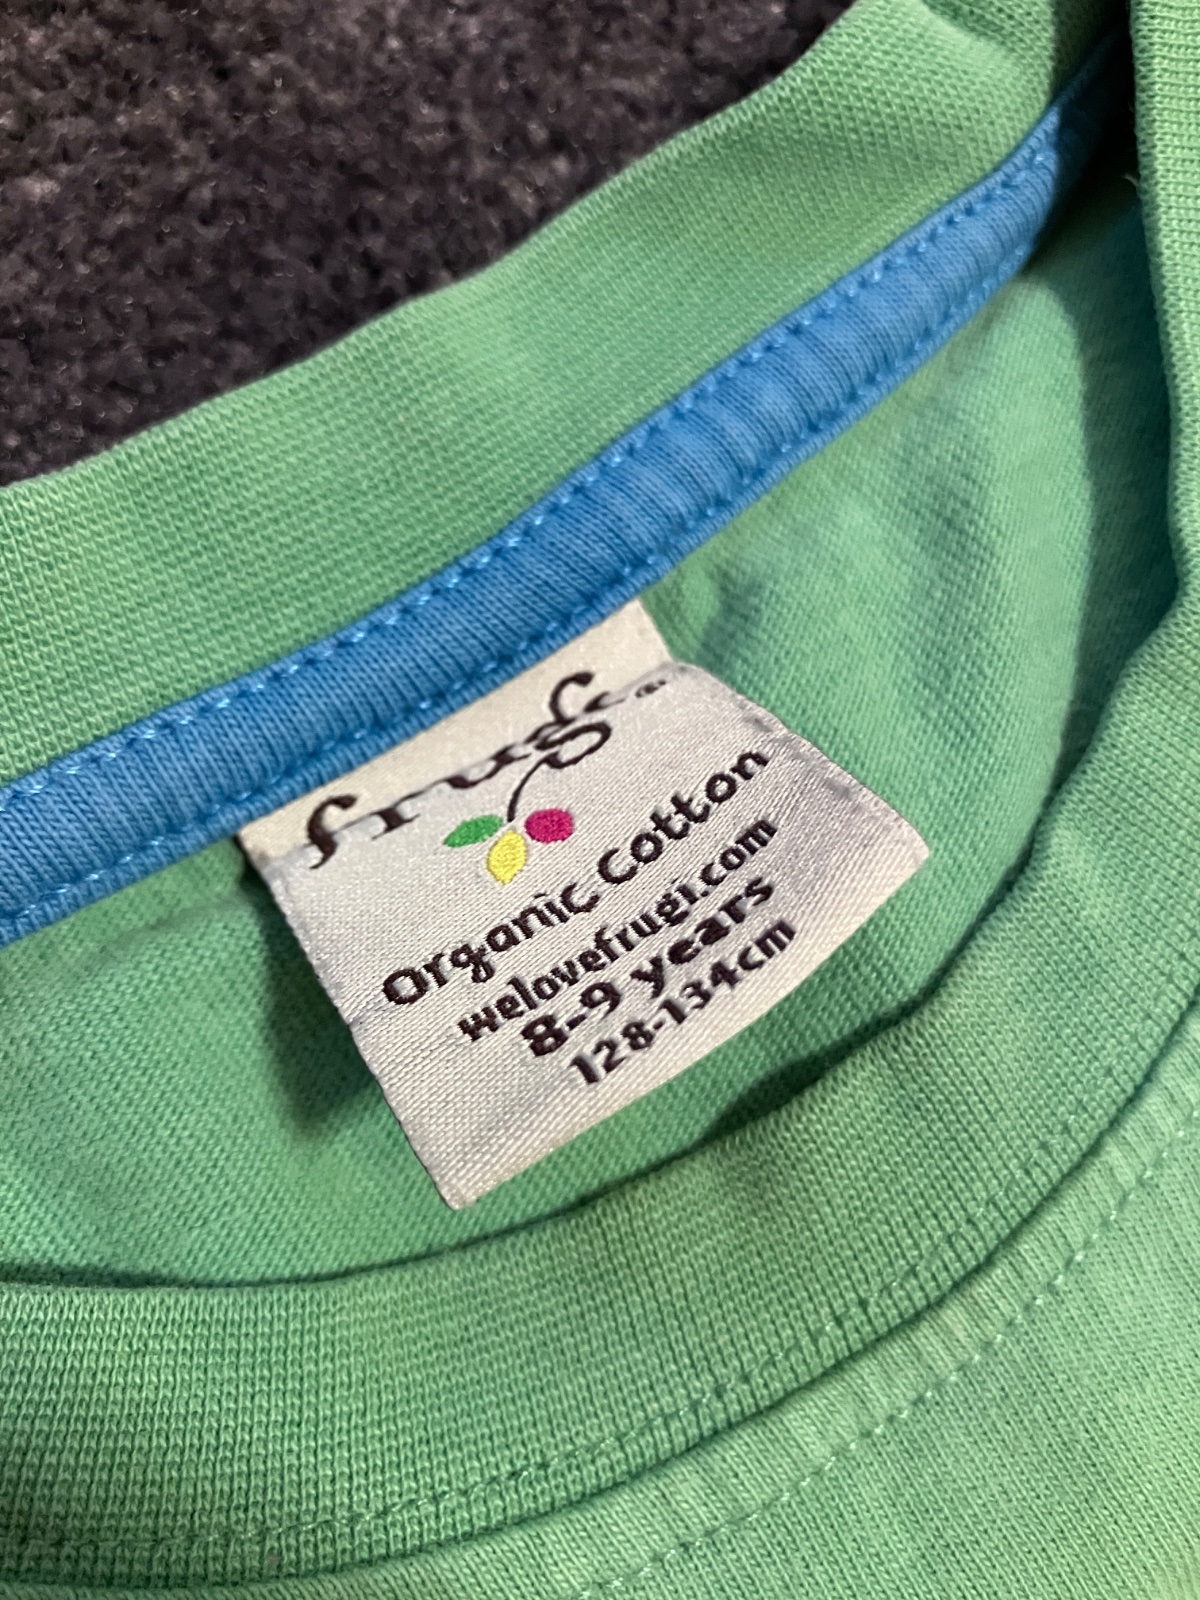 frugi®
Organic Cotton
welovefrugi.com
8-9 years
128-134cm